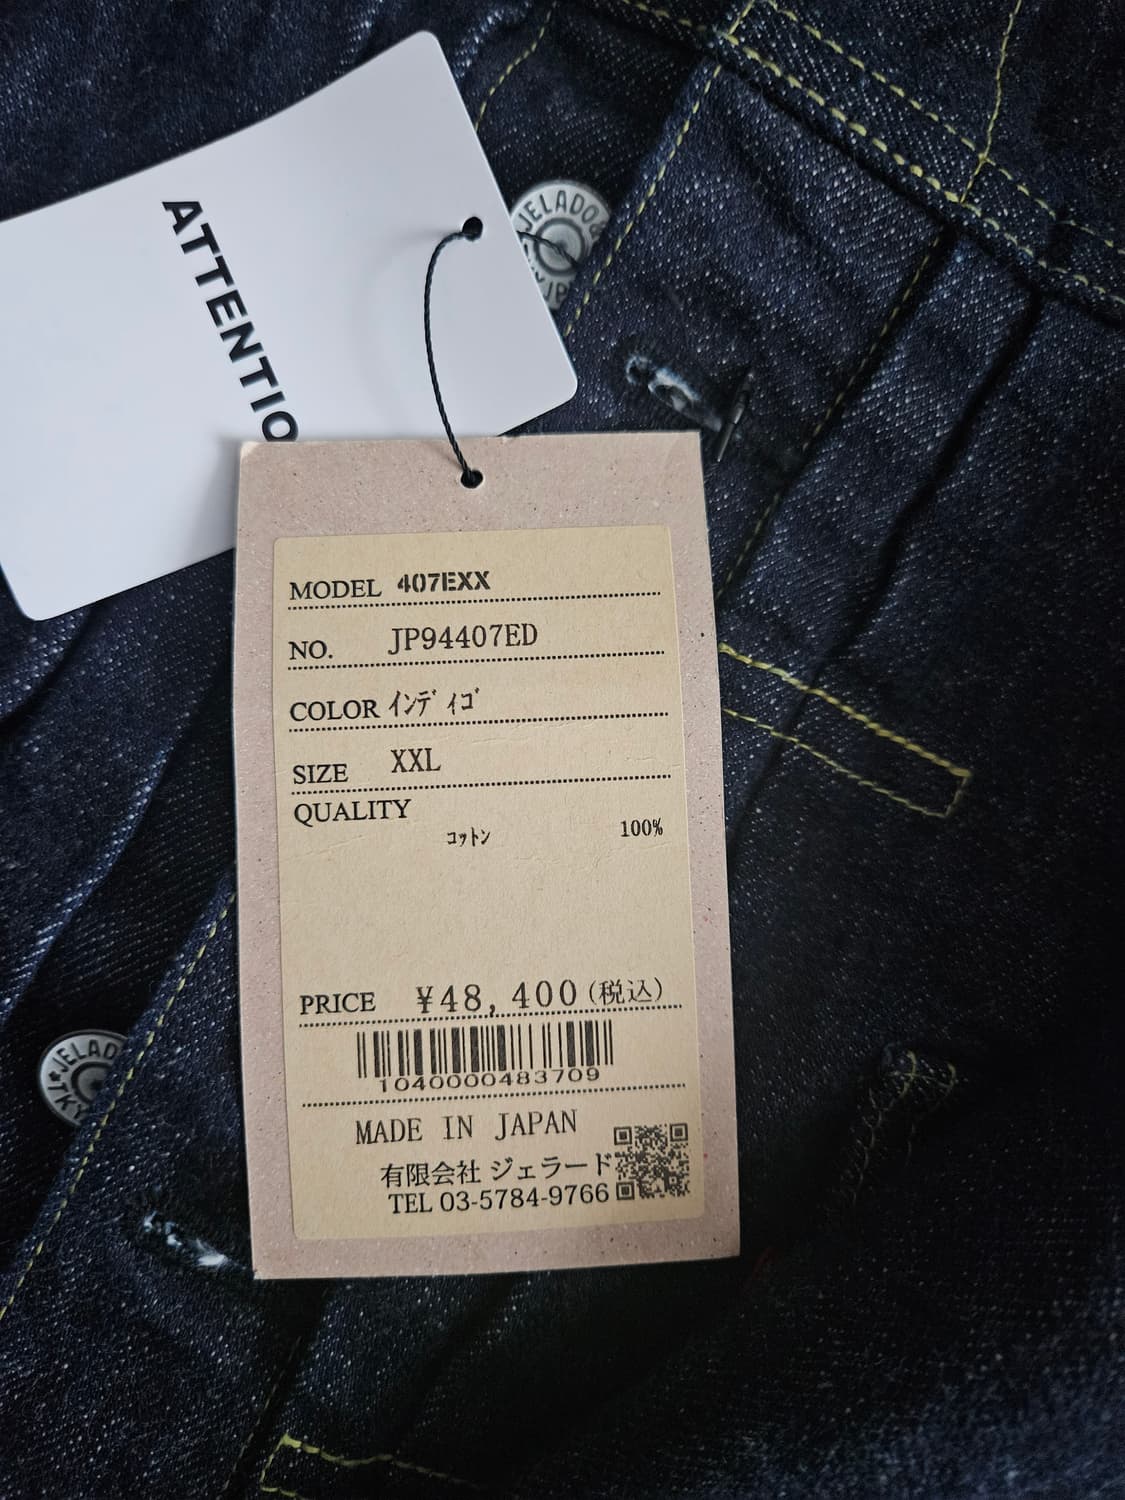 ATTENTIO
JELADO
MODEL 407EXX
NO. JP94407ED
COLOR インディゴ
SIZE XXL
QUALITY
コットン 100%
PRICE ¥48,400(税込)
1040000483709
MADE IN JAPAN
有限会社 ジェラード
TEL 03-5784-9766
JELAD